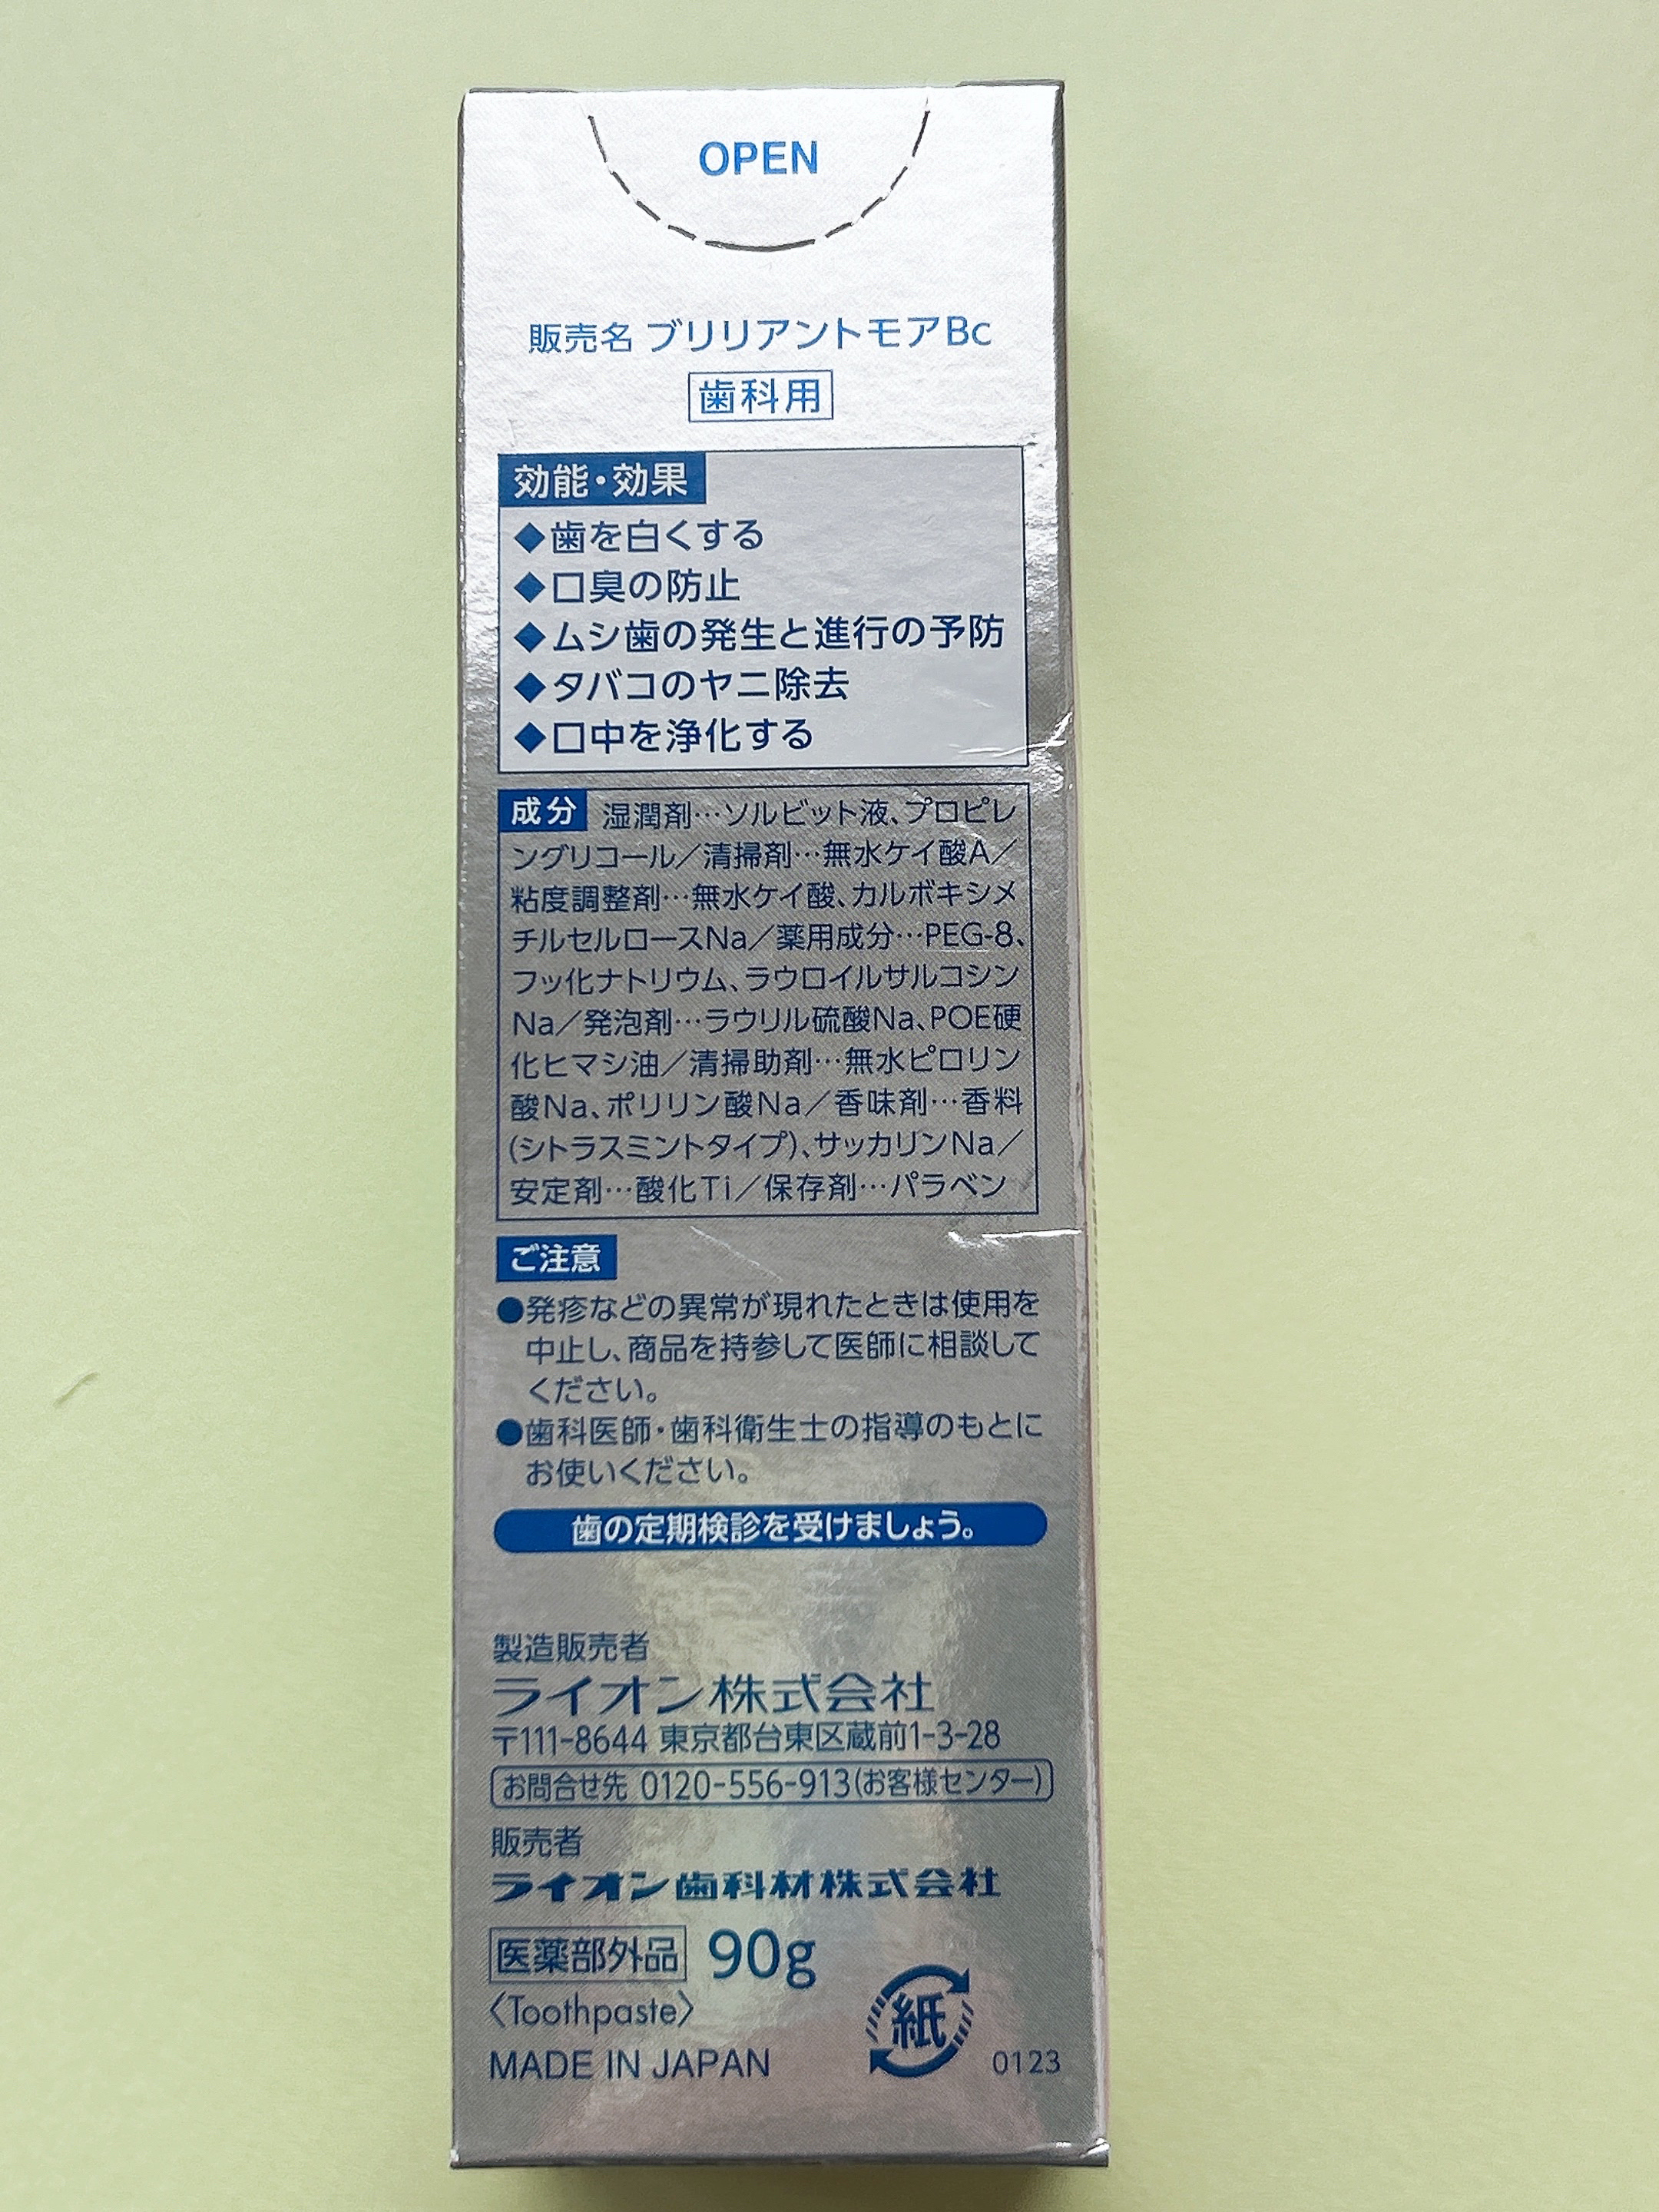 OPEN
販売名 ブリリアントモアBc
歯科用
効能・効果
◆歯を白くする
◆口臭の防止
◆ムシ歯の発生と進行の予防
◆タバコのヤニ除去
◆口中を浄化する
成分 湿潤剤…ソルビット液、プロピレ
ングリコール／清掃剤…無水ケイ酸A／
粘度調整剤…無水ケイ酸、カルボキシメ
チルセルロースNa／薬用成分…PEG-8、
フッ化ナトリウム、ラウロイルサルコシン
Na／発泡剤…ラウリル硫酸Na、POE硬
化ヒマシ油／清掃助剤…無水ピロリン
酸Na、ポリリン酸Na／香味剤…香料
(シトラスミントタイプ)、サッカリンNa／
安定剤…酸化Ti／保存剤…パラベン
ご注意
●発疹などの異常が現れたときは使用を
中止し、商品を持参して医師に相談して
ください。
●歯科医師・歯科衛生士の指導のもとに
お使いください。
歯の定期検診を受けましょう。
製造販売者
ライオン株式会社
〒111-8644 東京都台東区蔵前1-3-28
お問合せ先 0120-556-913(お客様センター)
販売者
ライオン歯科材株式会社
医薬部外品 90g
〈Toothpaste〉
紙
MADE IN JAPAN 0123